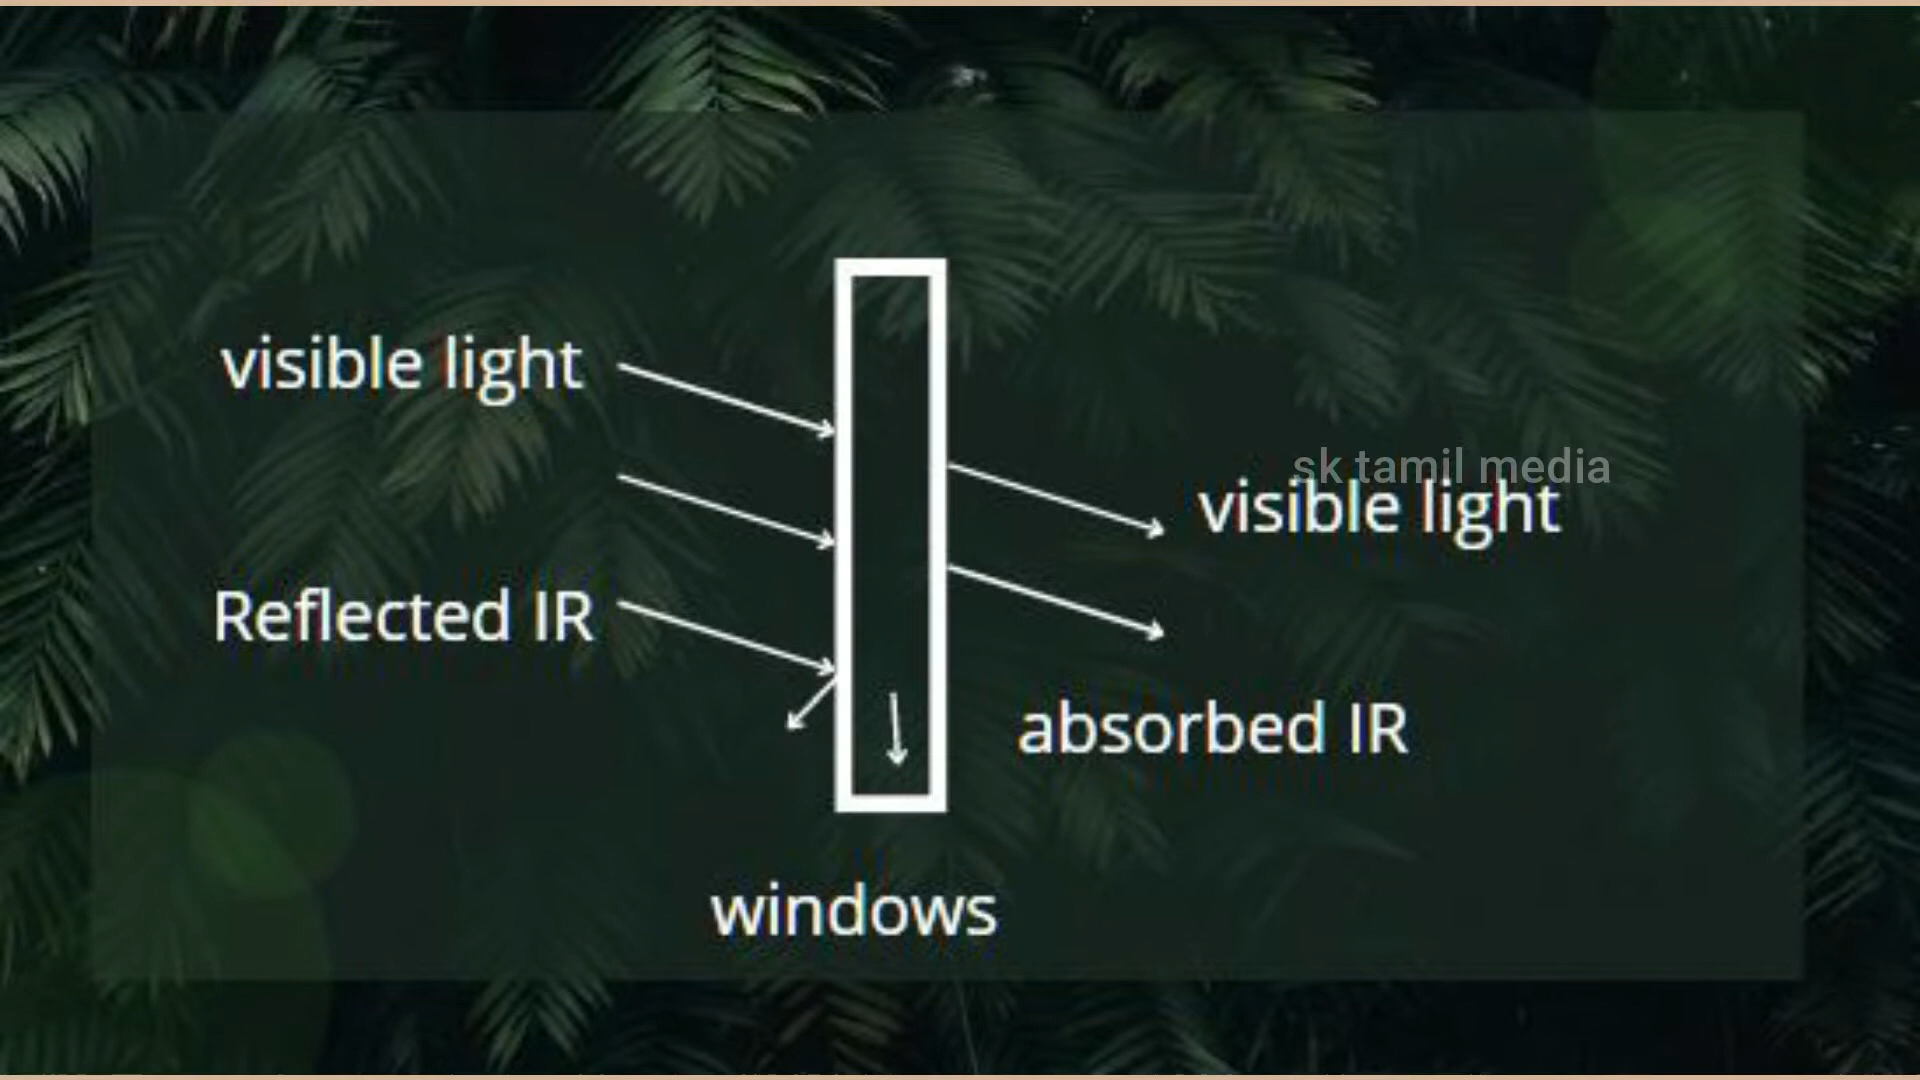 visible light
sk tamil media
visible light
Reflected IR
absorbed IR
windows